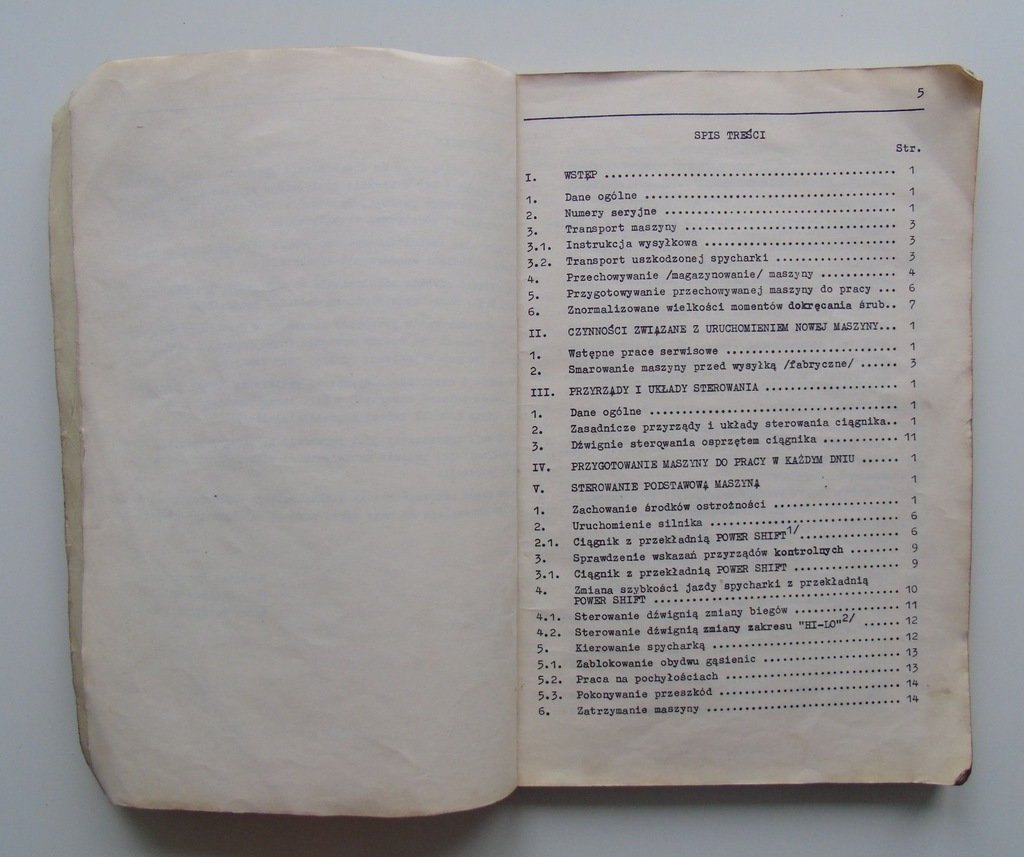 5
SPIS TREŚCI
Str.
I. WSTĘP ........................................ 1
1. Dane ogólne .................................. 1
2. Numery seryjne ............................... 1
3. Transport maszyny ............................ 3
3.1. Instrukcja wysyłkowa ......................... 3
3.2. Transport uszkodzonej spycharki .............. 3
4. Przechowywanie /magazynowanie/ maszyny ........... 4
5. Przygotowywanie przechowywanej maszyny do pracy ... 6
6. Znormalizowane wielkości momentów dokręcania śrub.. 7
II. CZYNNOŚCI ZWIĄZANE Z URUCHOMIENIEM NOWEJ MASZYNY... 1
1. Wstępne prace serwisowe .......................... 1
2. Smarowanie maszyny przed wysyłką /fabryczne/ ...... 3
III. PRZYRZĄDY I UKŁADY STEROWANIA .................... 1
1. Dane ogólne ...................................... 1
2. Zasadnicze przyrządy i układy sterowania ciągnika.. 1
3. Dźwignie sterowania osprzętem ciągnika ........... 11
IV. PRZYGOTOWANIE MASZYNY DO PRACY W KAŻDYM DNIU ...... 1
V. STEROWANIE PODSTAWOWĄ MASZYNĄ 1
1. Zachowanie środków ostrożności ................... 1
2. Uruchomienie silnika ............................. 6
2.1. Ciągnik z przekładnią POWER SHIFT1/............... 6
3. Sprawdzenie wskazań przyrządów kontrolnych ........ 9
3.1. Ciągnik z przekładnią POWER SHIFT ................ 9
4. Zmiana szybkości jazdy spycharki z przekładnią
POWER SHIFT ...................................... 10
4.1. Sterowanie dźwignią zmiany biegów ................ 11
4.2. Sterowanie dźwignią zmiany zakresu "HI-LO"2/ ...... 12
5. Kierowanie spycharką ............................. 12
5.1. Zablokowanie obydwu gąsienic ..................... 13
5.2. Praca na pochyłościach ........................... 13
5.3. Pokonywanie przeszkód ............................ 14
6. Zatrzymanie maszyny .............................. 14